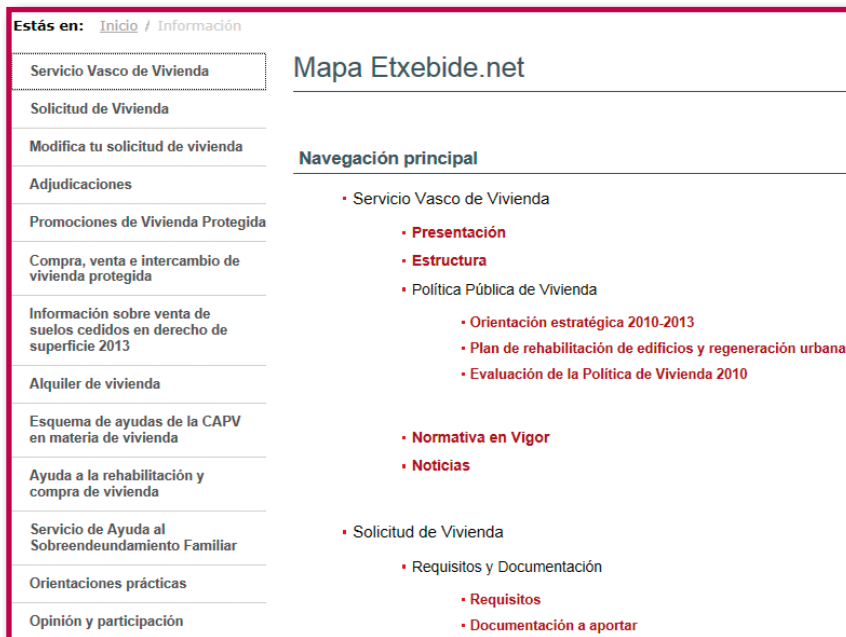 Estás en: Inicio / Información
Servicio Vasco de Vivienda
Solicitud de Vivienda
Modifica tu solicitud de vivienda
Adjudicaciones
Promociones de Vivienda Protegida
Compra, venta e intercambio de
vivienda protegida
Información sobre venta de
suelos cedidos en derecho de
superficie 2013
Alquiler de vivienda
Esquema de ayudas de la CAPV
en materia de vivienda
Ayuda a la rehabilitación y
compra de vivienda
Servicio de Ayuda al
Sobreendeundamiento Familiar
Orientaciones prácticas
Opinión y participación
Mapa Etxebide.net
Navegación principal
Servicio Vasco de Vivienda
Presentación
Estructura
Política Pública de Vivienda
Orientación estratégica 2010-2013
Plan de rehabilitación de edificios y regeneración urbana
Evaluación de la Política de Vivienda 2010
Normativa en Vigor
Noticias
Solicitud de Vivienda
Requisitos y Documentación
Requisitos
Documentación a aportar